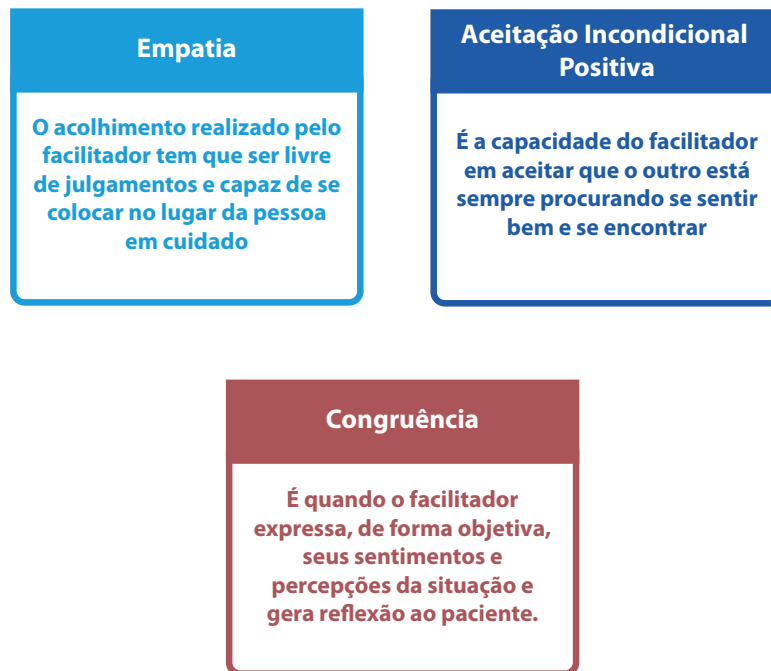 Empatia
O acolhimento realizado pelo
facilitador tem que ser livre
de julgamentos e capaz de se
colocar no lugar da pessoa
em cuidado
Aceitação Incondicional
Positiva
É a capacidade do facilitador
em aceitar que o outro está
sempre procurando se sentir
bem e se encontrar
Congruência
É quando o facilitador
expressa, de forma objetiva,
seus sentimentos e
percepções da situação e
gera reflexão ao paciente.